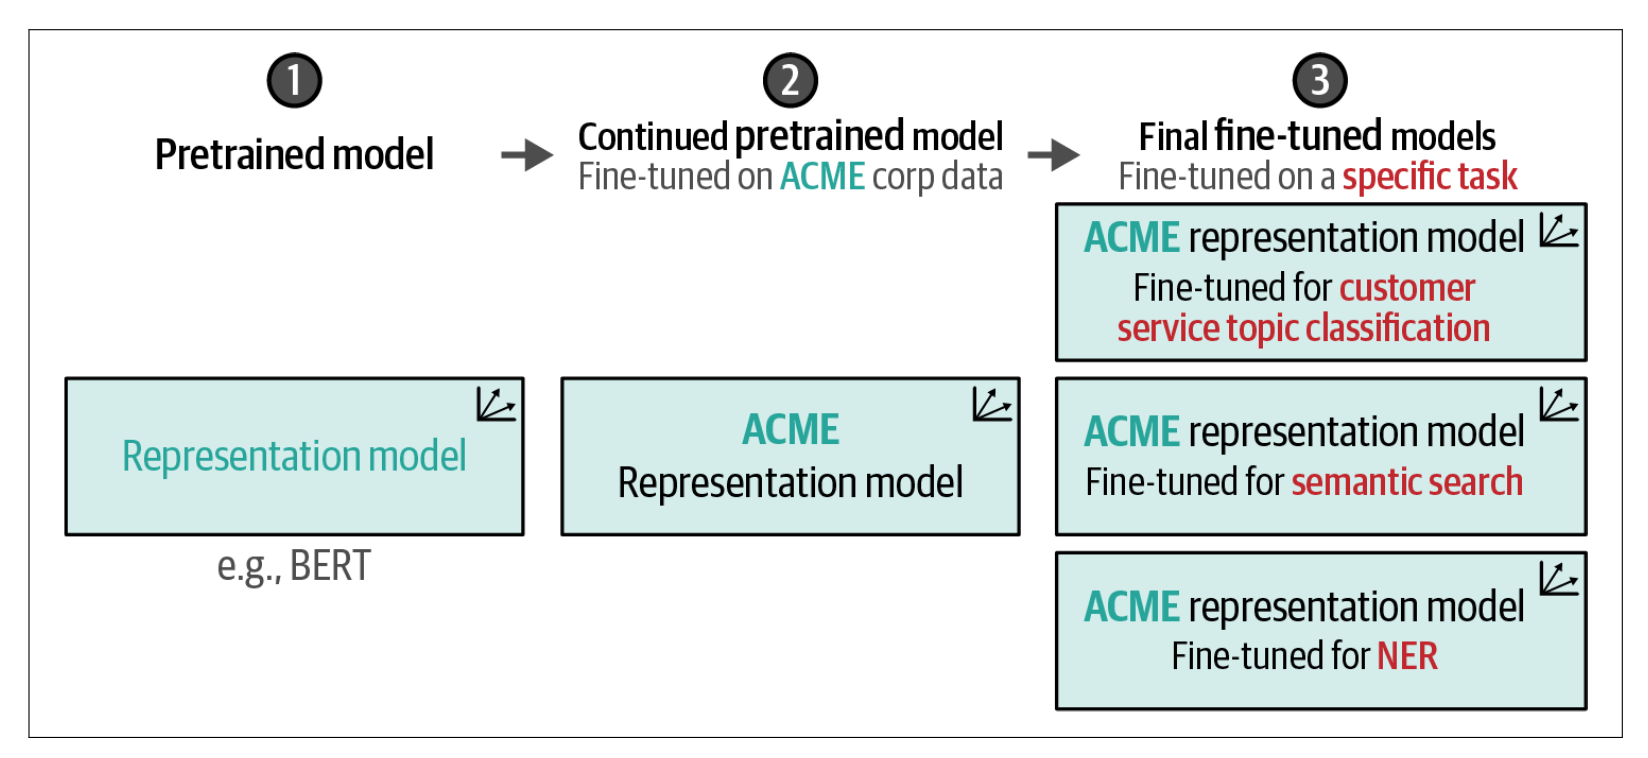 1
Pretrained model
2
Continued pretrained model
Fine-tuned on ACME corp data
3
Final fine-tuned models
Fine-tuned on a specific task
Representation model
e.g., BERT
ACME
Representation model
ACME representation model
Fine-tuned for customer
service topic classification
ACME representation model
Fine-tuned for semantic search
ACME representation model
Fine-tuned for NER